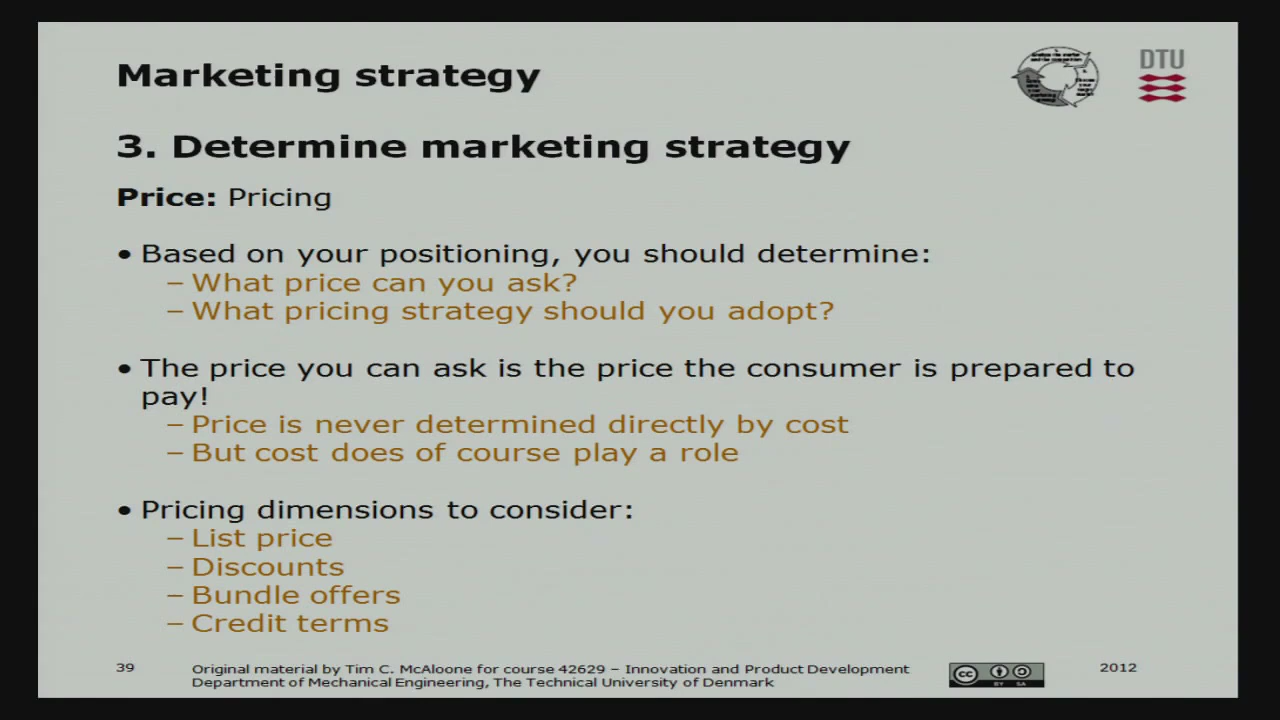 Marketing strategy
DTU
3. Determine marketing strategy
Price: Pricing
• Based on your positioning, you should determine:
– What price can you ask?
– What pricing strategy should you adopt?
• The price you can ask is the price the consumer is prepared to
pay!
– Price is never determined directly by cost
– But cost does of course play a role
• Pricing dimensions to consider:
– List price
– Discounts
– Bundle offers
– Credit terms
39
Original material by Tim C. McAloone for course 42629 – Innovation and Product Development
Department of Mechanical Engineering, The Technical University of Denmark
cc
BY SA
2012